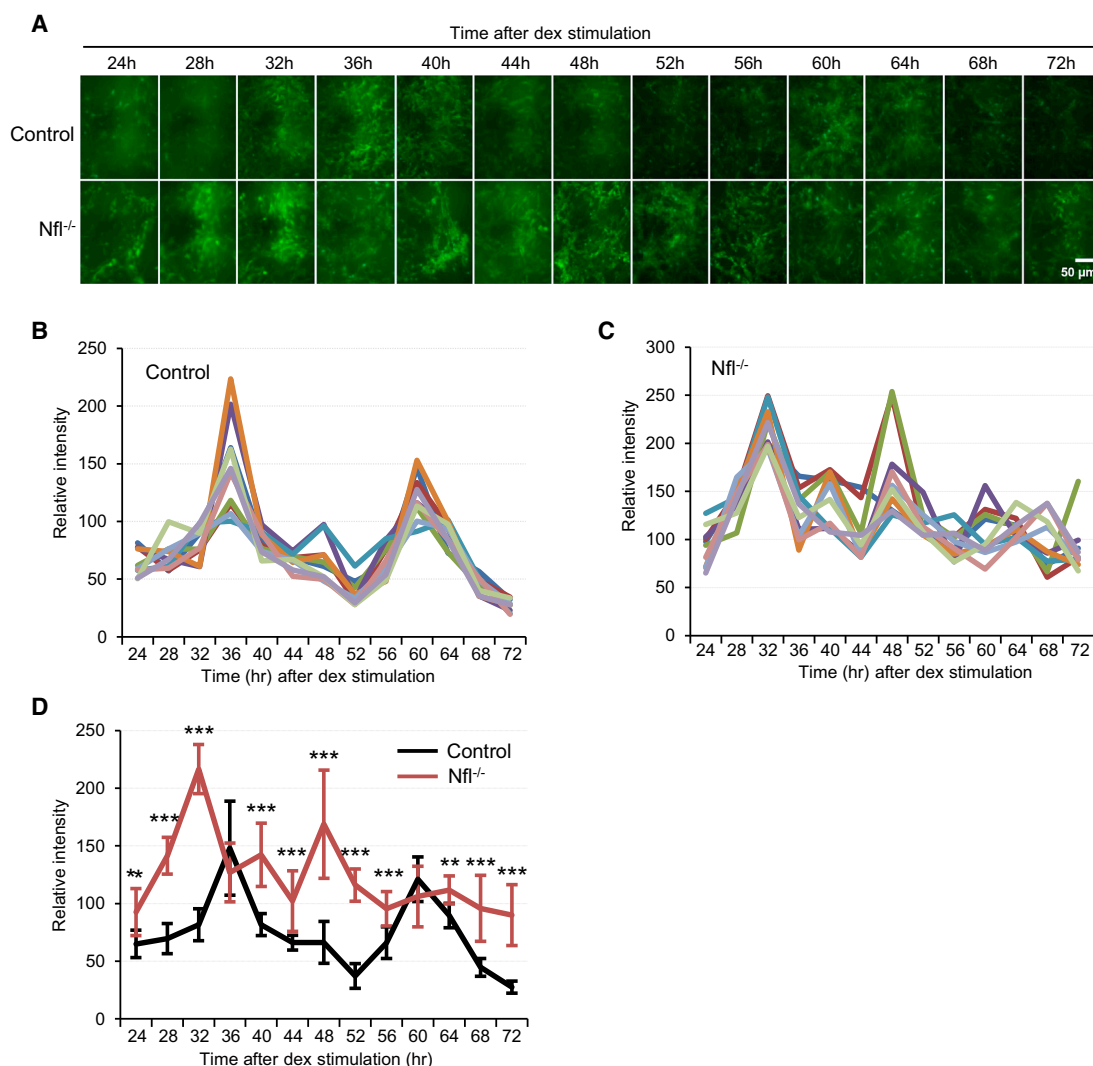 A
Time after dex stimulation
24h 28h 32h 36h 40h 44h 48h 52h 56h 60h 64h 68h 72h
Control
Nfl-/-
50 µm
B
250
200
150
100
50
0
Relative intensity
Control
24 28 32 36 40 44 48 52 56 60 64 68 72
Time (hr) after dex stimulation
C
300
250
200
150
100
50
0
Relative intensity
Nfl-/-
24 28 32 36 40 44 48 52 56 60 64 68 72
Time (hr) after dex stimulation
D
250
200
150
100
50
0
Relative intensity
Control
Nfl-/-
** *** *** *** *** *** *** *** ** *** ***
24 28 32 36 40 44 48 52 56 60 64 68 72
Time after dex stimulation (hr)